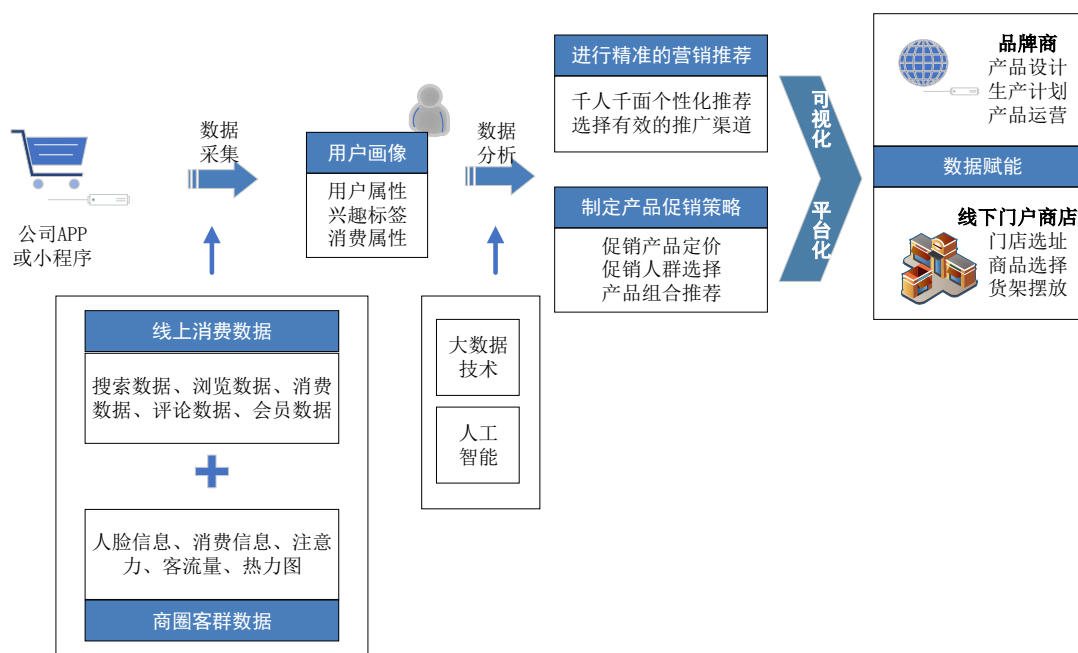 公司APP
或小程序
数据
采集
线上消费数据
搜索数据、浏览数据、消费
数据、评论数据、会员数据
人脸信息、消费信息、注意
力、客流量、热力图
商圈客群数据
用户画像
用户属性
兴趣标签
消费属性
数据
分析
大数据
技术
人工
智能
进行精准的营销推荐
千人千面个性化推荐
选择有效的推广渠道
制定产品促销策略
促销产品定价
促销人群选择
产品组合推荐
可视化
平台化
品牌商
产品设计
生产计划
产品运营
数据赋能
线下门户商店
门店选址
商品选择
货架摆放